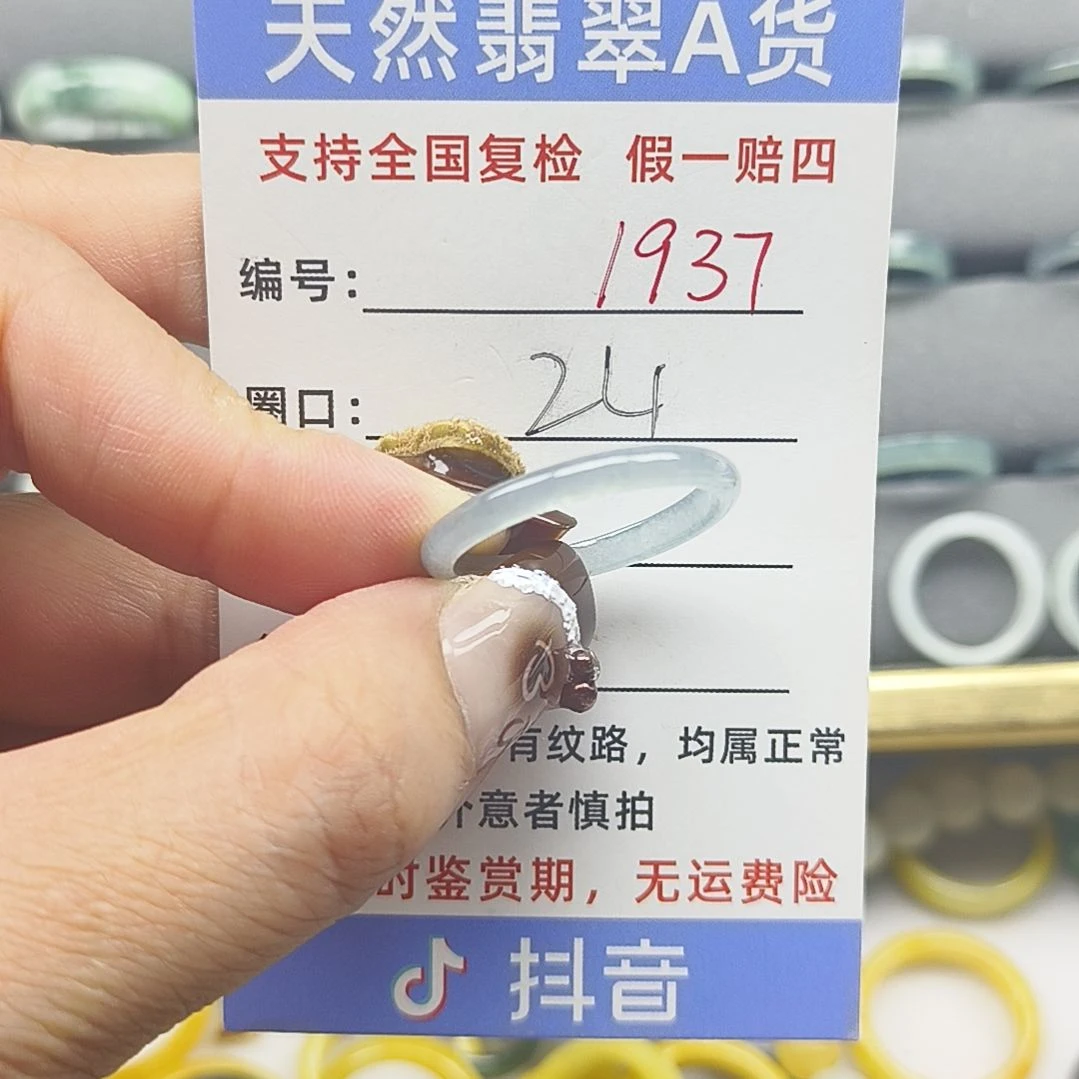 天然翡翠A货
支持全国复检 假一赔四
编号: 1937
圈口: 24
有纹路，均属正常
介意者慎拍
时鉴赏期，无运费险
抖音